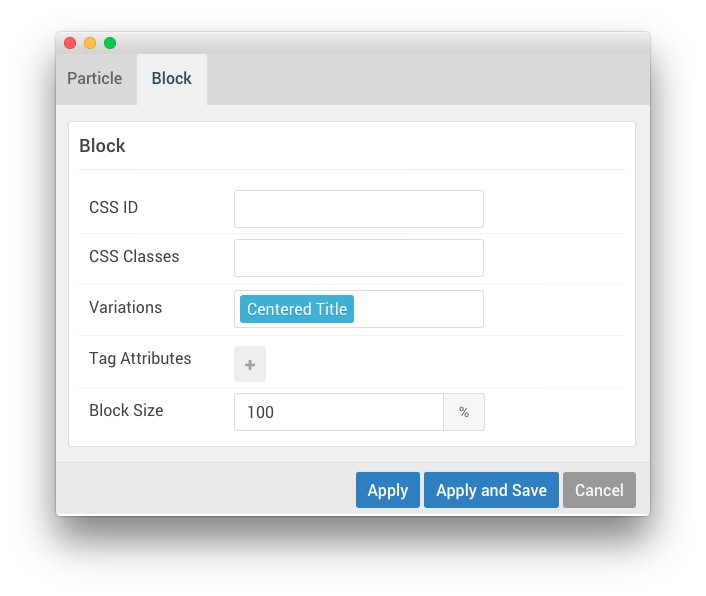 Particle Block
Block
CSS ID
CSS Classes
Variations Centered Title
Tag Attributes +
Block Size 100 %
Apply Apply and Save Cancel